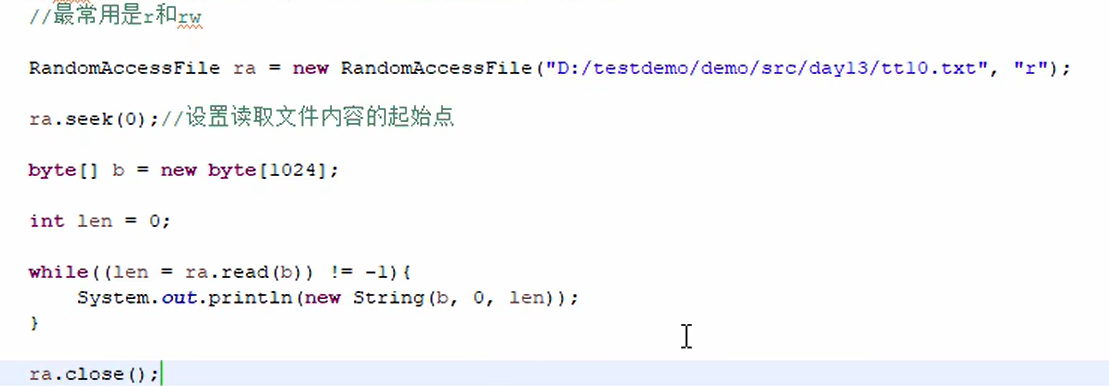 //最常用是r和rw
RandomAccessFile ra = new RandomAccessFile("D:/testdemo/demo/src/day13/tt10.txt", "r");
ra.seek(0);//设置读取文件内容的起始点
byte[] b = new byte[1024];
int len = 0;
while((len = ra.read(b)) != -1){
    System.out.println(new String(b, 0, len));
}
ra.close();